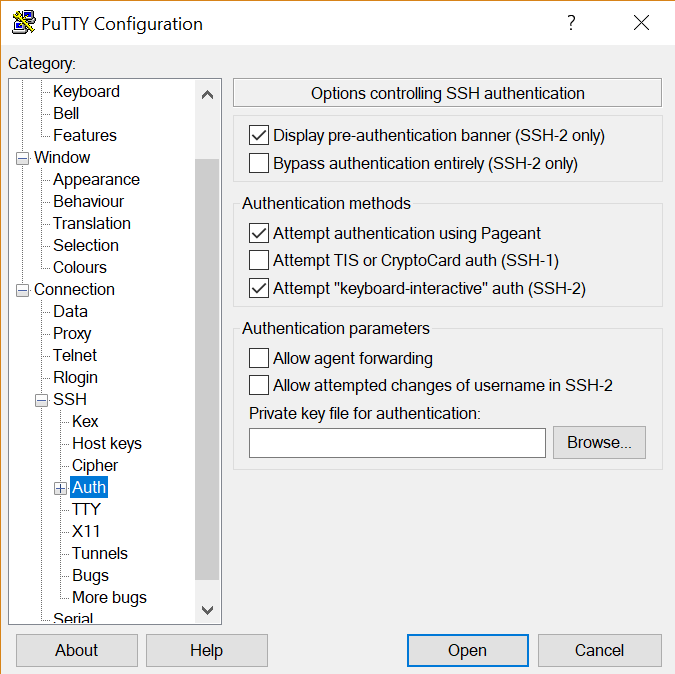 PuTTY Configuration
?
Category:
Keyboard
Bell
Features
Window
Appearance
Behaviour
Translation
Selection
Colours
Connection
Data
Proxy
Telnet
Rlogin
SSH
Kex
Host keys
Cipher
Auth
TTY
X11
Tunnels
Bugs
More bugs
Serial
Options controlling SSH authentication
Display pre-authentication banner (SSH-2 only)
Bypass authentication entirely (SSH-2 only)
Authentication methods
Attempt authentication using Pageant
Attempt TIS or CryptoCard auth (SSH-1)
Attempt "keyboard-interactive" auth (SSH-2)
Authentication parameters
Allow agent forwarding
Allow attempted changes of username in SSH-2
Private key file for authentication:
Browse...
About
Help
Open
Cancel